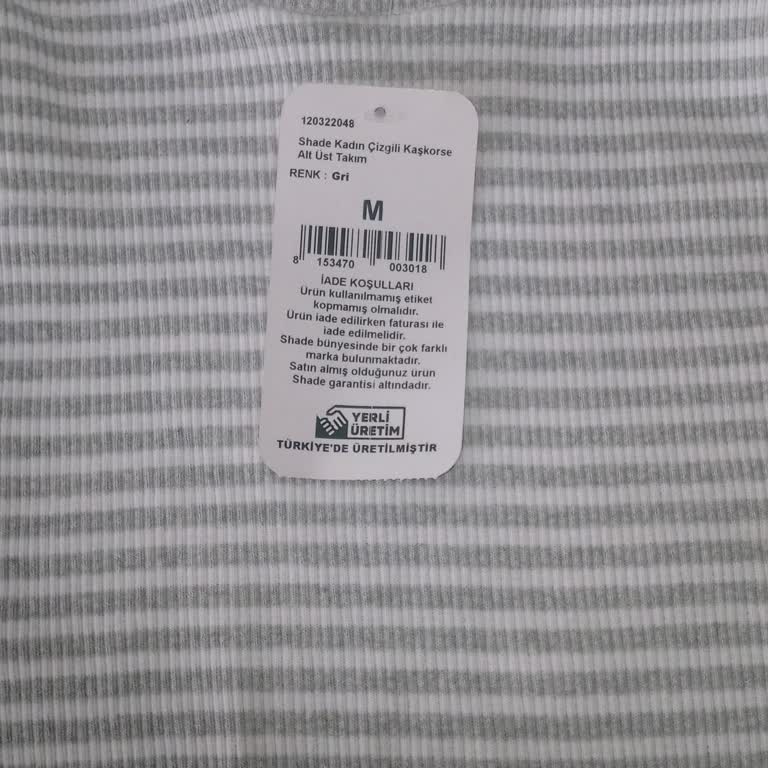 120322048
Shade Kadın Çizgili Kaşkorse
Alt Üst Takım
RENK : Gri
M
8 153470 003018
İADE KOŞULLARI
Ürün kullanılmamış etiket
kopmamış olmalıdır.
Ürün iade edilirken faturası ile
iade edilmelidir.
Shade bünyesinde bir çok farklı
marka bulunmaktadır.
Satın almış olduğunuz ürün
Shade garantisi altındadır.
YERLİ
ÜRETİM
TÜRKİYE'DE ÜRETİLMİŞTİR